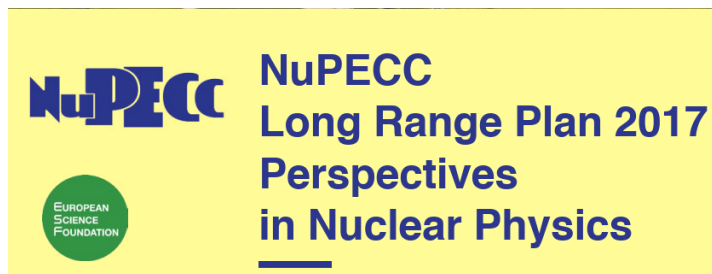 NuPECC
NuPECC
Long Range Plan 2017
Perspectives
in Nuclear Physics
EUROPEAN
SCIENCE
FOUNDATION